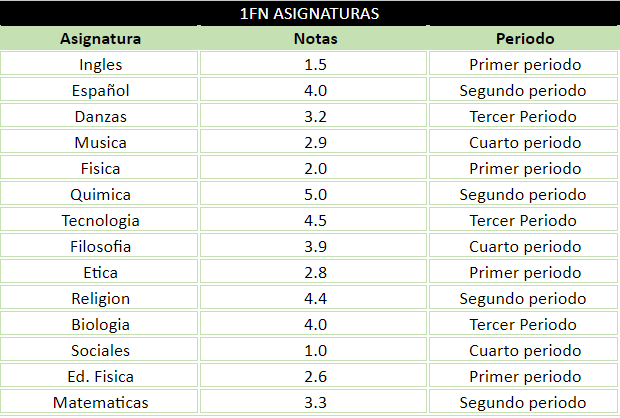 1FN ASIGNATURAS
Asignatura Notas Periodo
Ingles 1.5 Primer periodo
Español 4.0 Segundo periodo
Danzas 3.2 Tercer Periodo
Musica 2.9 Cuarto periodo
Fisica 2.0 Primer periodo
Quimica 5.0 Segundo periodo
Tecnologia 4.5 Tercer Periodo
Filosofia 3.9 Cuarto periodo
Etica 2.8 Primer periodo
Religion 4.4 Segundo periodo
Biologia 4.0 Tercer Periodo
Sociales 1.0 Cuarto periodo
Ed. Fisica 2.6 Primer periodo
Matematicas 3.3 Segundo periodo